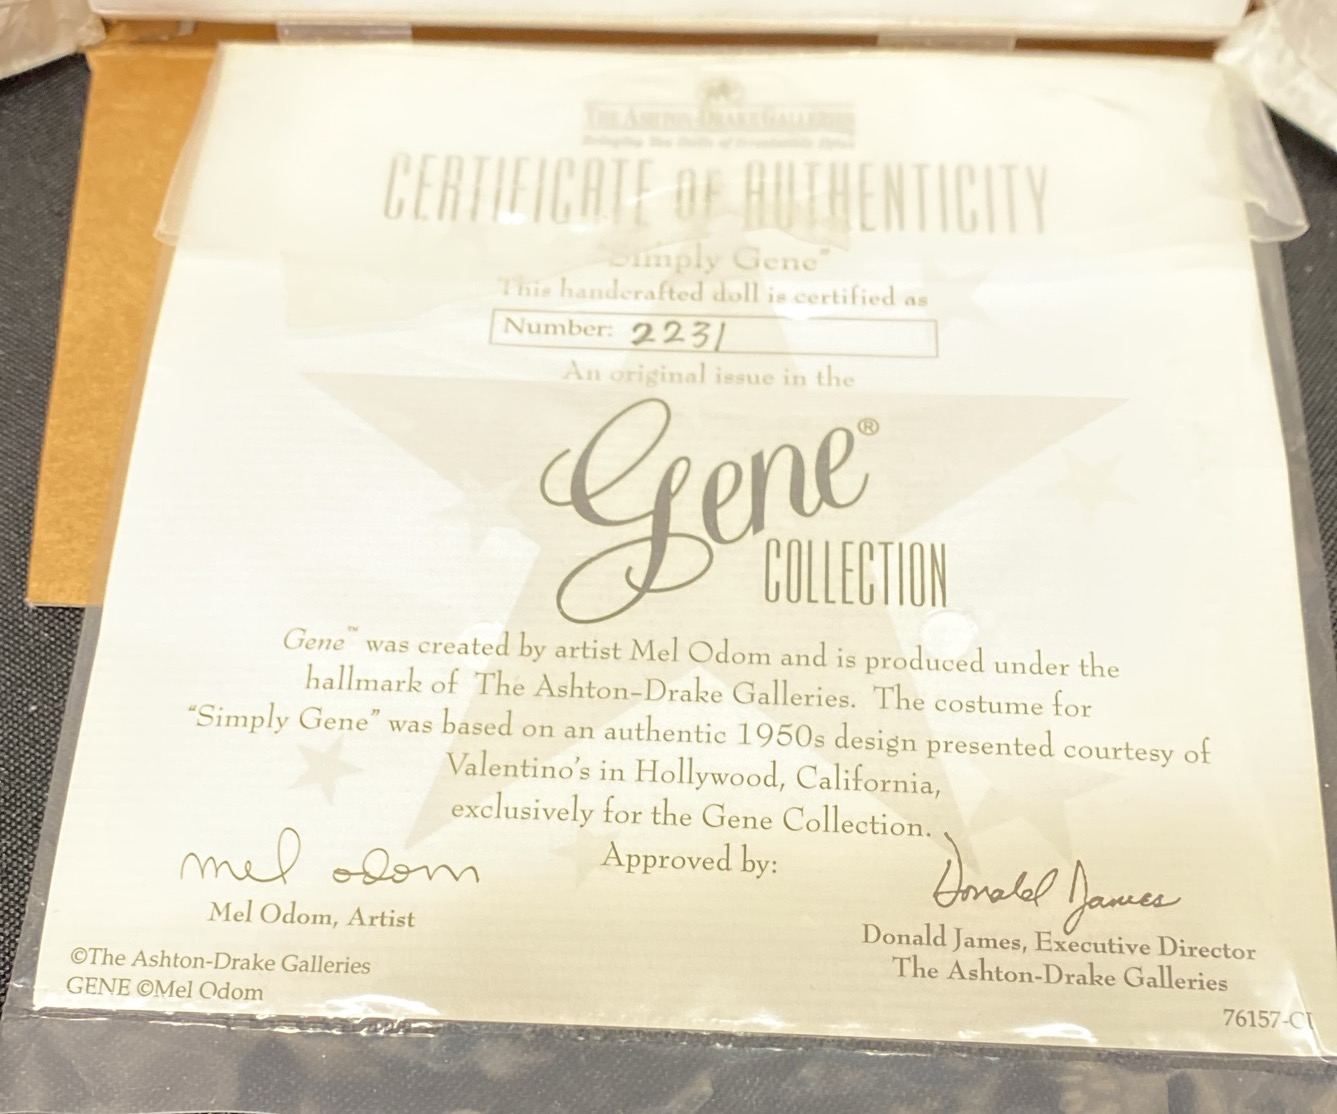 THE ASHTON-DRAKE GALLERIES
CERTIFICATE OF AUTHENTICITY
"Simply Gene"
This handcrafted doll is certified as
Number: 2231
An original issue in the
Gene®
COLLECTION
Gene™ was created by artist Mel Odom and is produced under the
hallmark of The Ashton-Drake Galleries. The costume for
"Simply Gene" was based on an authentic 1950s design presented courtesy of
Valentino's in Hollywood, California,
exclusively for the Gene Collection.
Approved by:
mel odom
Mel Odom, Artist
Donald James
Donald James, Executive Director
The Ashton-Drake Galleries
©The Ashton-Drake Galleries
GENE ©Mel Odom
76157-CI